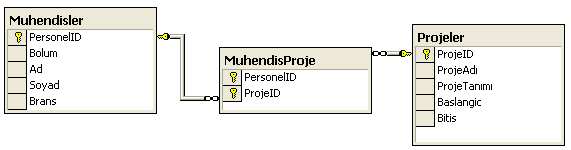 Muhendisler
PersonelID
Bolum
Ad
Soyad
Brans
MuhendisProje
PersonelID
ProjeID
Projeler
ProjeID
ProjeAdı
ProjeTanımı
Baslangic
Bitis